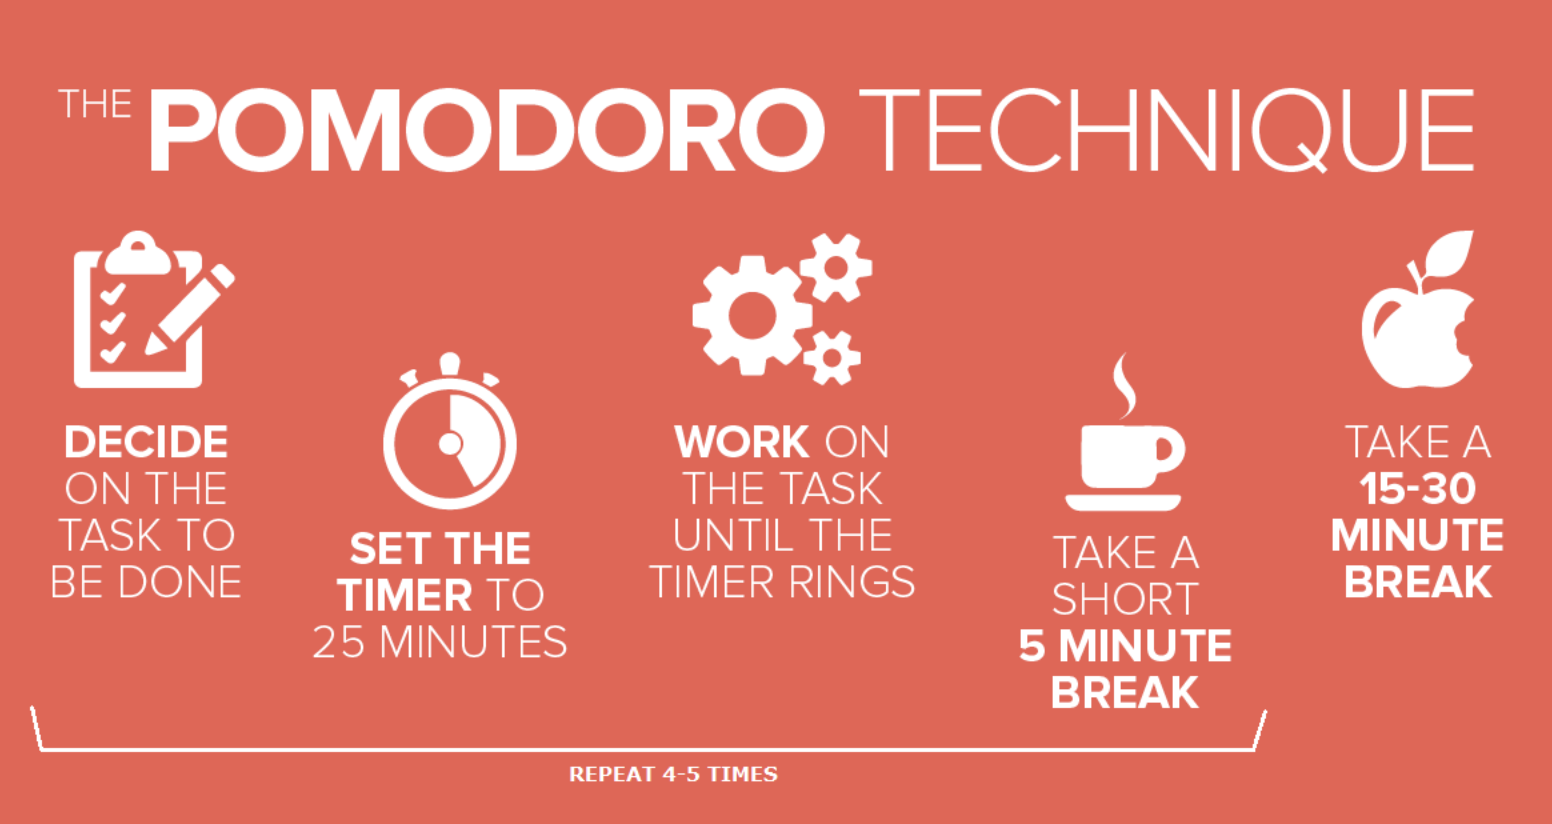 THE POMODORO TECHNIQUE
DECIDE
ON THE
TASK TO
BE DONE
SET THE
TIMER TO
25 MINUTES
WORK ON
THE TASK
UNTIL THE
TIMER RINGS
TAKE A
SHORT
5 MINUTE
BREAK
TAKE A
15-30
MINUTE
BREAK
REPEAT 4-5 TIMES